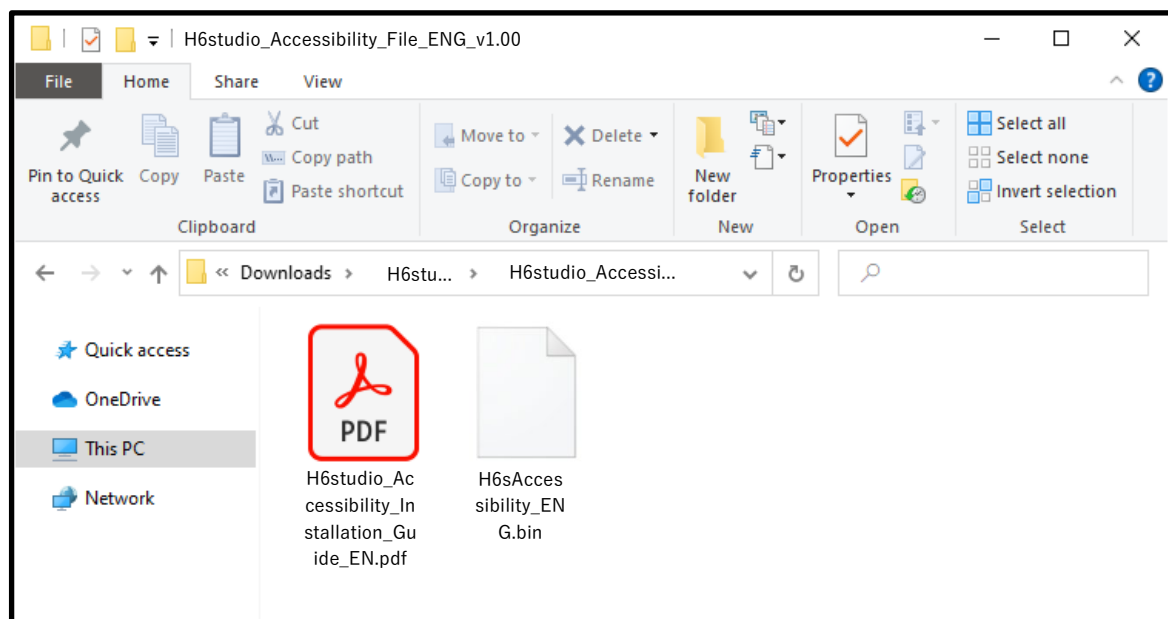 H6studio_Accessibility_File_ENG_v1.00
File Home Share View
?
Pin to Quick access
Copy
Paste
Cut
Copy path
Paste shortcut
Clipboard
Move to
Copy to
Delete
Rename
Organize
New folder
New
Properties
Open
Select all
Select none
Invert selection
Select
« Downloads › H6stu... › H6studio_Accessi...
Quick access
OneDrive
This PC
Network
PDF
H6studio_Ac
cessibility_In
stallation_Gu
ide_EN.pdf
H6sAcces
sibility_EN
G.bin